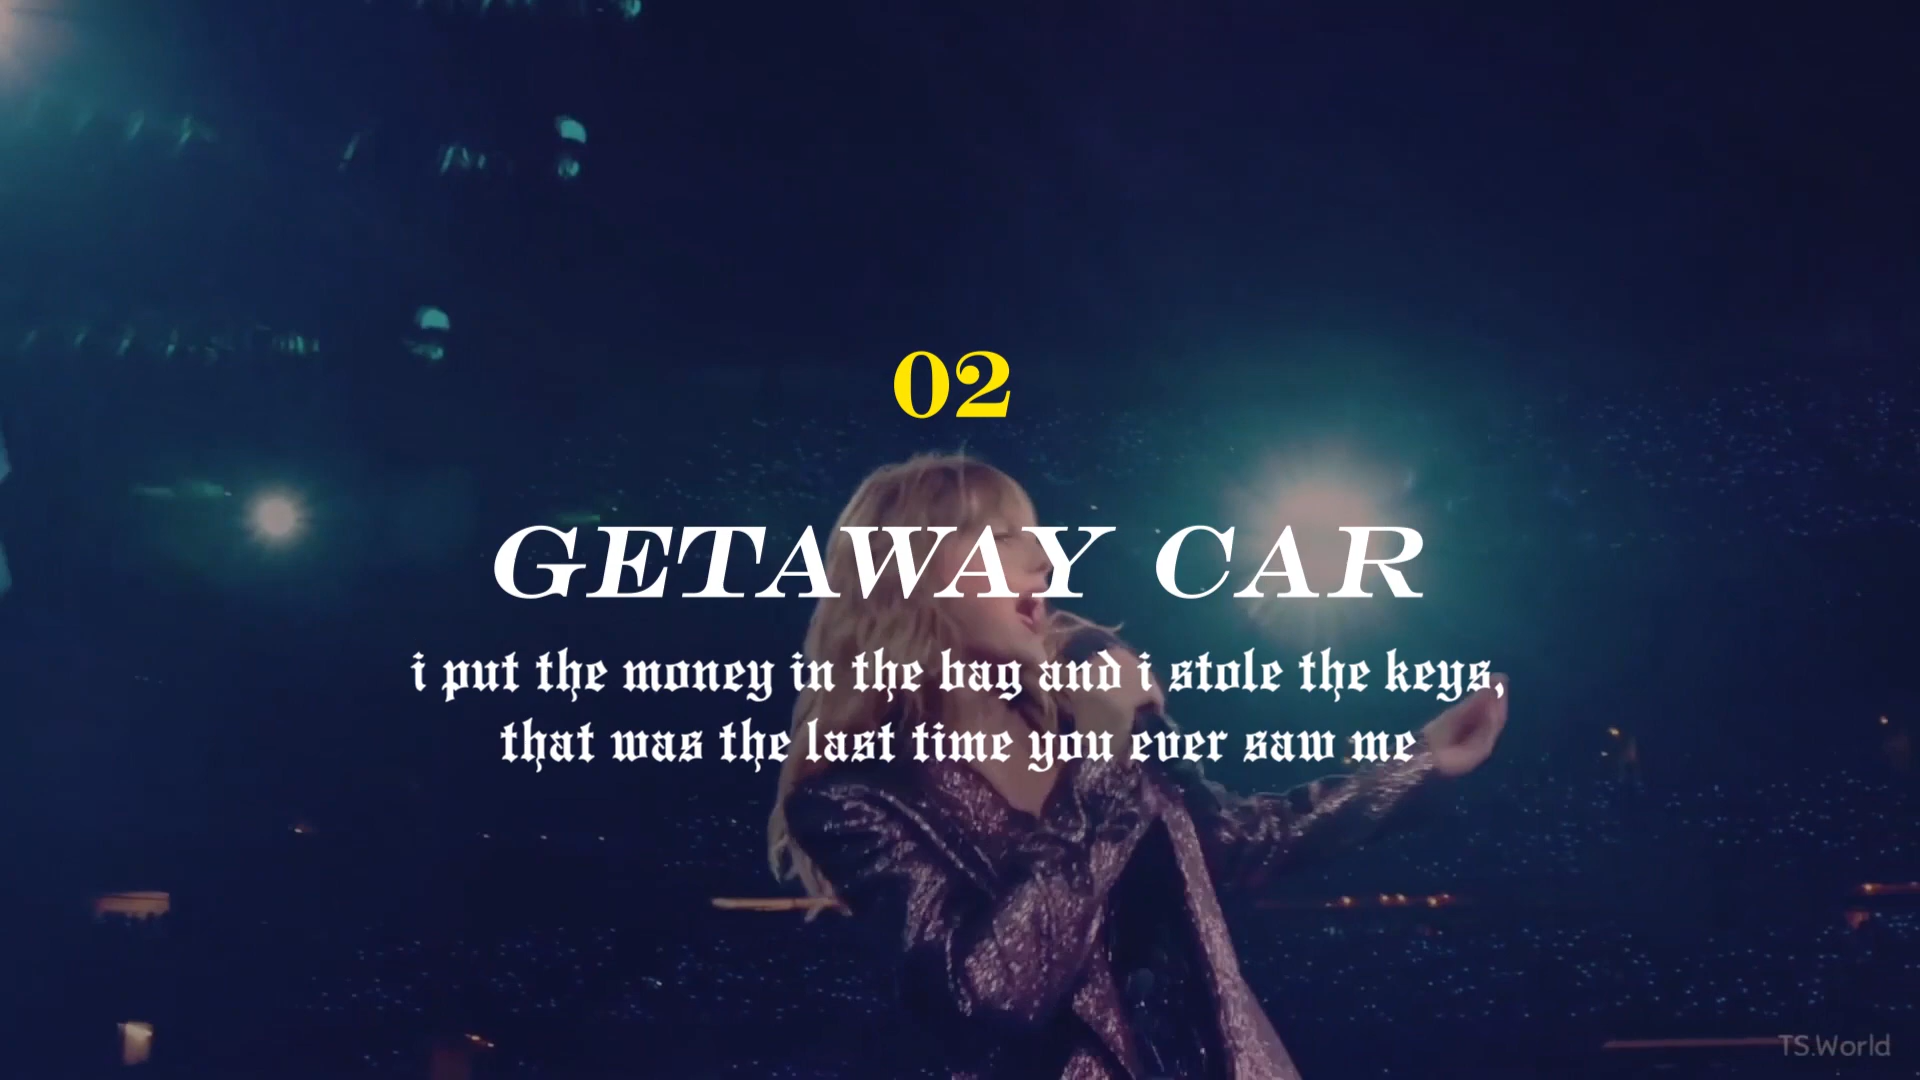 02
GETAWAY CAR
i put the money in the bag and i stole the keys,
that was the last time you ever saw me
TS.World